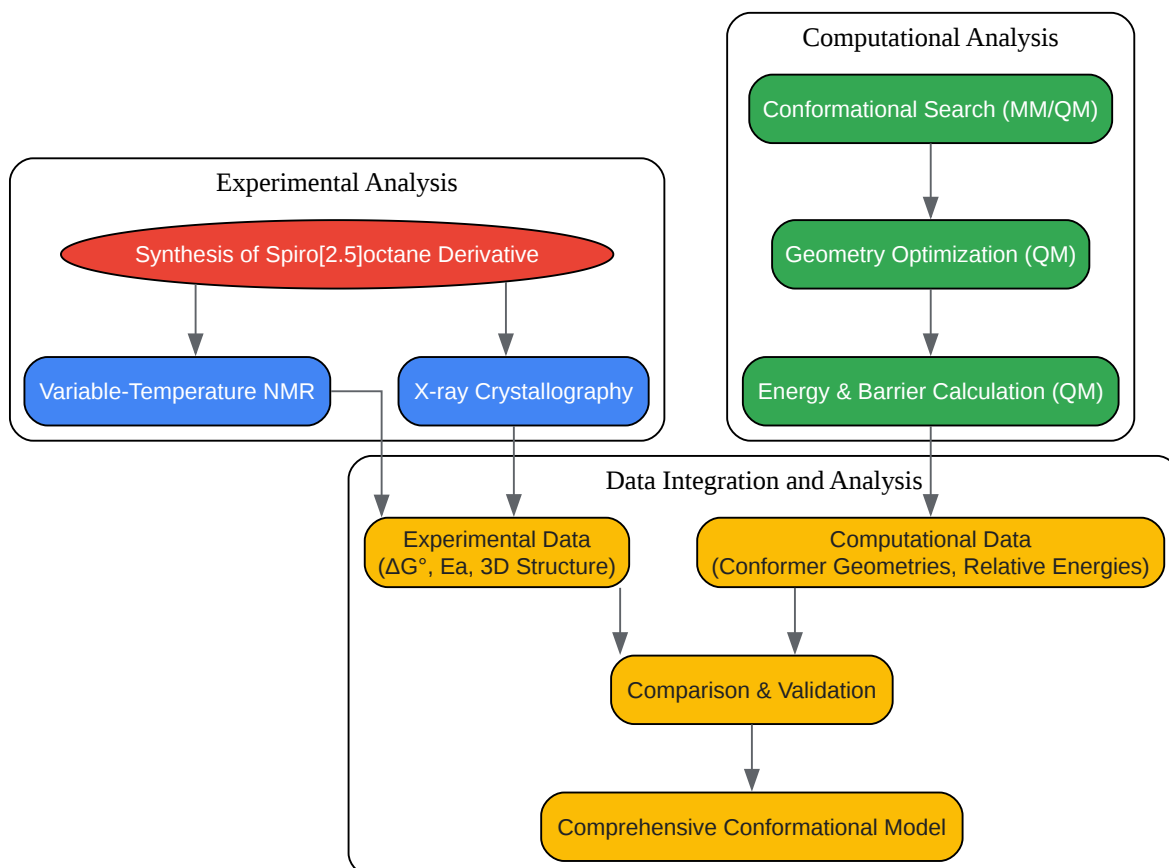 Computational Analysis
Conformational Search (MM/QM)
Geometry Optimization (QM)
Energy & Barrier Calculation (QM)
Experimental Analysis
Synthesis of Spiro[2.5]octane Derivative
Variable-Temperature NMR
X-ray Crystallography
Data Integration and Analysis
Experimental Data
(ΔG°, Ea, 3D Structure)
Computational Data
(Conformer Geometries, Relative Energies)
Comparison & Validation
Comprehensive Conformational Model